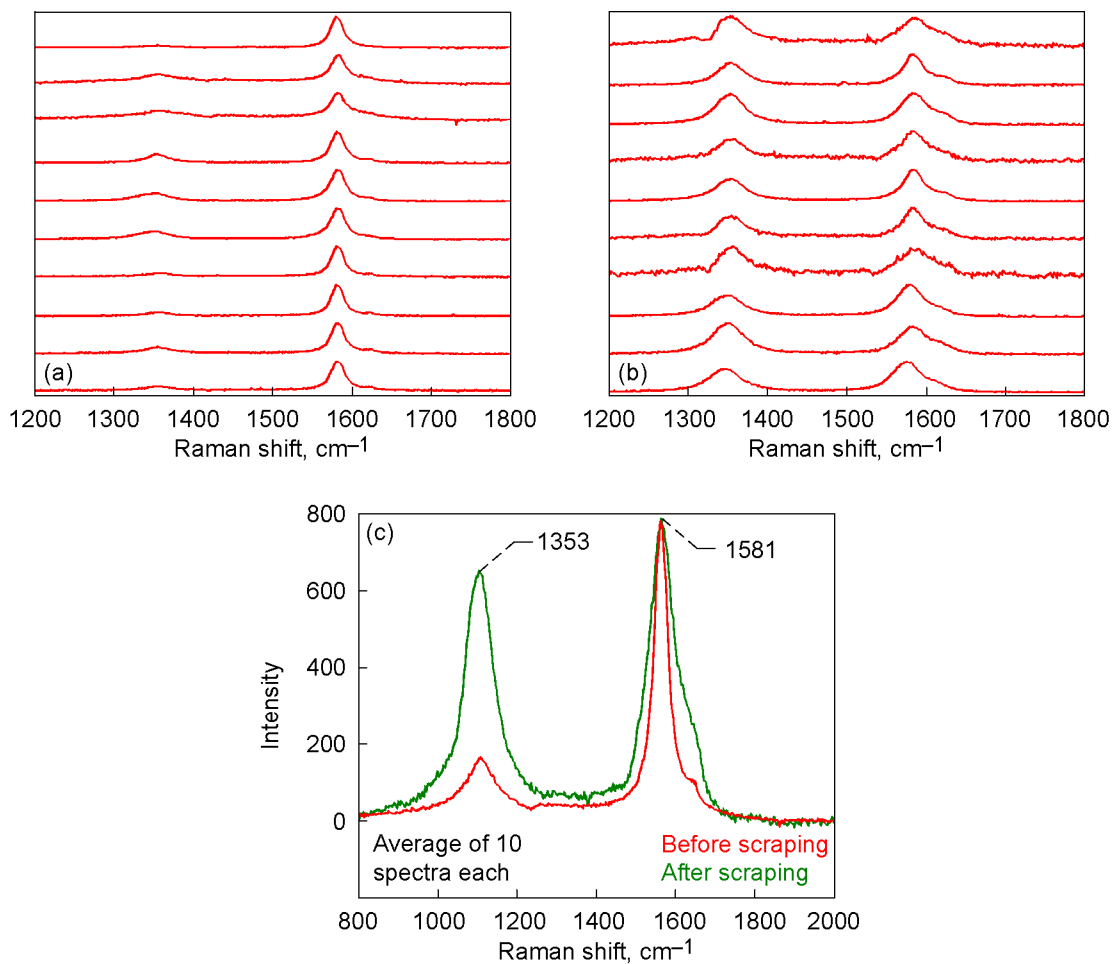 (a)
1200 1300 1400 1500 1600 1700 1800
Raman shift, cm–1
(b)
1200 1300 1400 1500 1600 1700 1800
Raman shift, cm–1
800
(c)
1353
1581
600
400
200
0
Intensity
Average of 10
spectra each
Before scraping
After scraping
800 1000 1200 1400 1600 1800 2000
Raman shift, cm–1